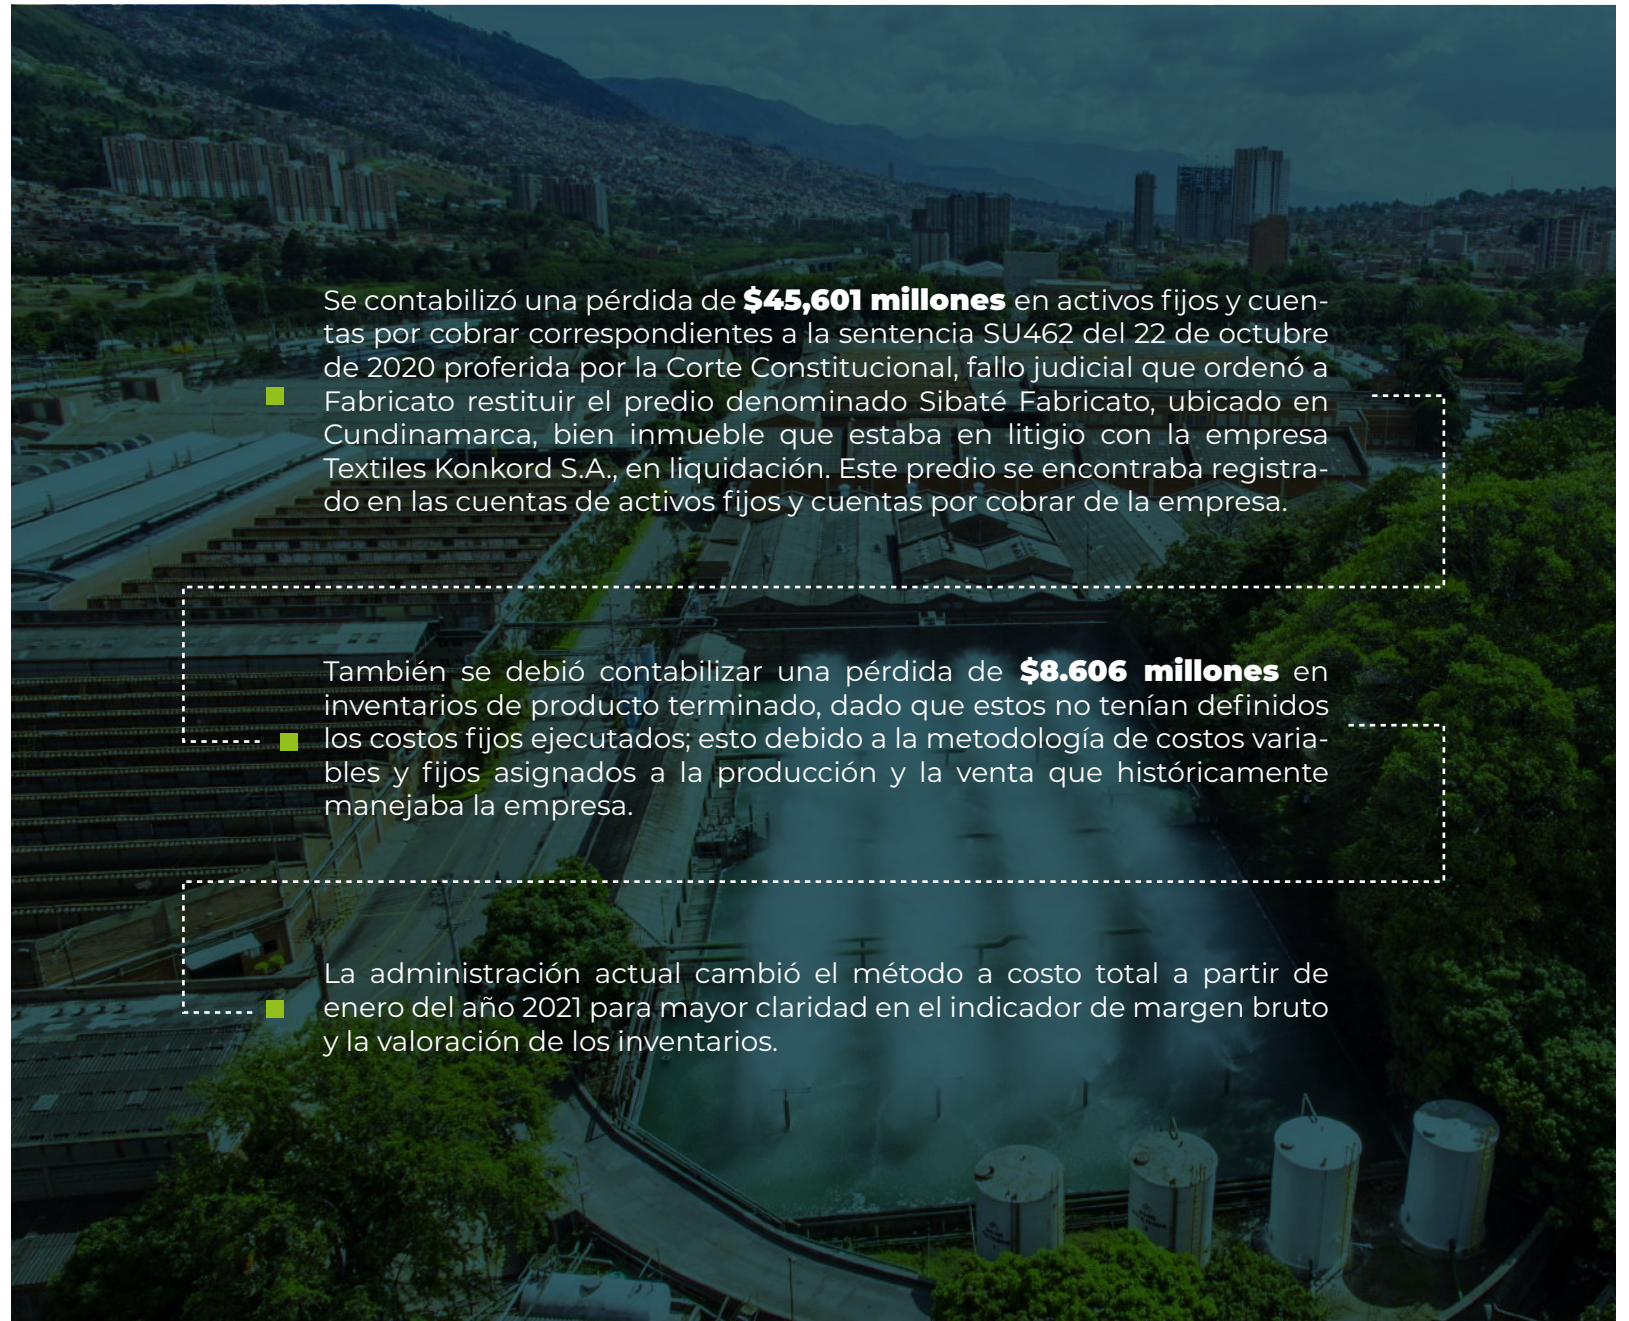 Se contabilizó una pérdida de $45,601 millones en activos fijos y cuen-
tas por cobrar correspondientes a la sentencia SU462 del 22 de octubre
de 2020 proferida por la Corte Constitucional, fallo judicial que ordenó a
Fabricato restituir el predio denominado Sibaté Fabricato, ubicado en
Cundinamarca, bien inmueble que estaba en litigio con la empresa
Textiles Konkord S.A., en liquidación. Este predio se encontraba registra-
do en las cuentas de activos fijos y cuentas por cobrar de la empresa.
También se debió contabilizar una pérdida de $8.606 millones en
inventarios de producto terminado, dado que estos no tenían definidos
los costos fijos ejecutados; esto debido a la metodología de costos varia-
bles y fijos asignados a la producción y la venta que históricamente
manejaba la empresa.
La administración actual cambió el método a costo total a partir de
enero del año 2021 para mayor claridad en el indicador de margen bruto
y la valoración de los inventarios.